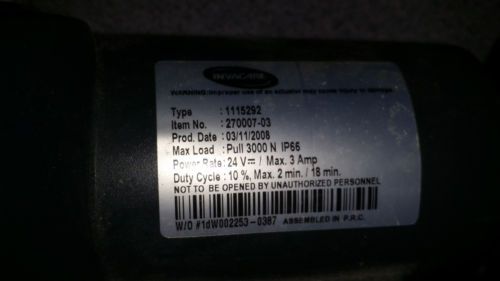 INVACARE
WARNING: Improper use of an actuator may cause injury to damage.
Type : 1115292
Item No. : 270007-03
Prod. Date : 03/11/2008
Max Load : Pull 3000 N IP66
Power Rate: 24 V⎓ / Max. 3 Amp
Duty Cycle : 10 %, Max. 2 min. / 18 min.
NOT TO BE OPENED BY UNAUTHORIZED PERSONNEL
W/O #1dW002253-0387 ASSEMBLED IN P.R.C.